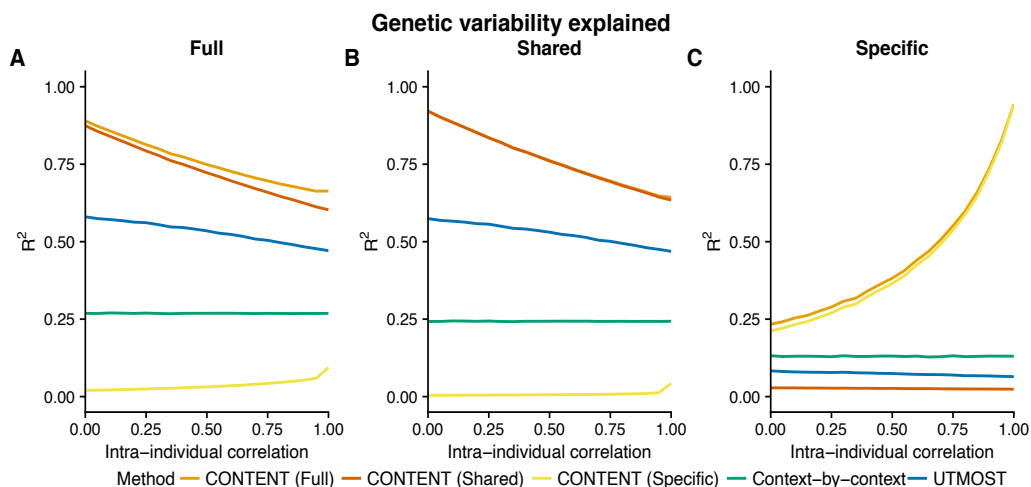 Genetic variability explained
A
Full
B
Shared
C
Specific
1.00
0.75
0.50
0.25
0.00
R²
0.00 0.25 0.50 0.75 1.00
Intra−individual correlation
1.00
0.75
0.50
0.25
0.00
R²
0.00 0.25 0.50 0.75 1.00
Intra−individual correlation
1.00
0.75
0.50
0.25
0.00
R²
0.00 0.25 0.50 0.75 1.00
Intra−individual correlation
Method CONTENT (Full) CONTENT (Shared) CONTENT (Specific) Context−by−context UTMOST